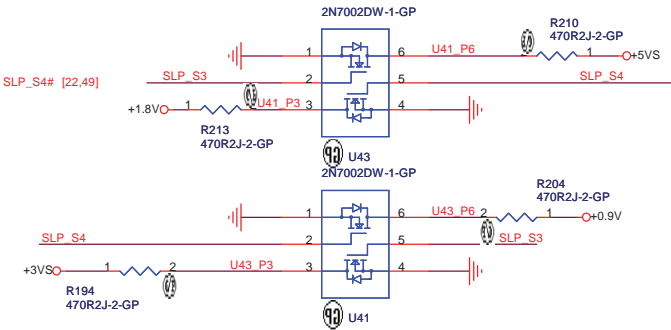 2N7002DW-1-GP
R210
470R2J-2-GP
1 6 U41_P6 1 +5VS
SLP_S4# [22,49] SLP_S3 2 5 SLP_S4
+1.8V 1 U41_P3 3 4
R213
470R2J-2-GP
GP U43
2N7002DW-1-GP
R204
470R2J-2-GP
1 6 U43_P6 2 1 +0.9V
SLP_S4 2 5 SLP_S3
+3VS 1 2 U43_P3 3 4
R194
470R2J-2-GP
GP U41